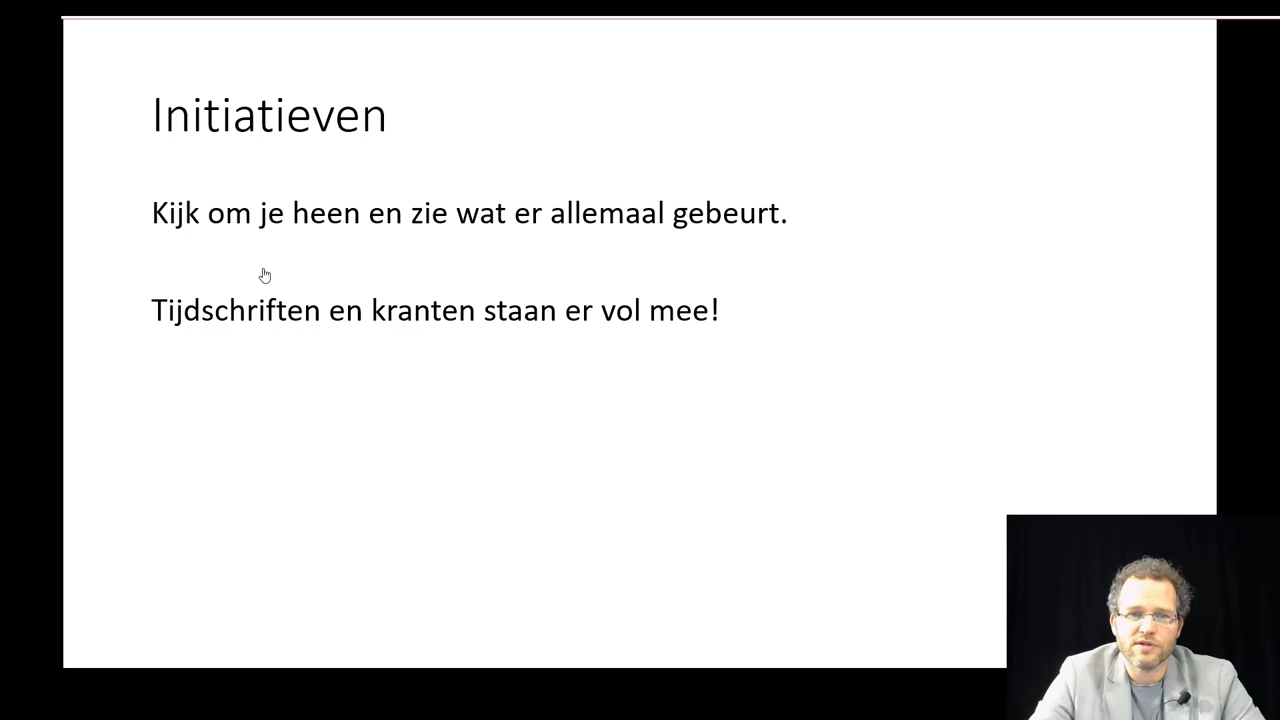 Initiatieven
Kijk om je heen en zie wat er allemaal gebeurt.
Tijdschriften en kranten staan er vol mee!